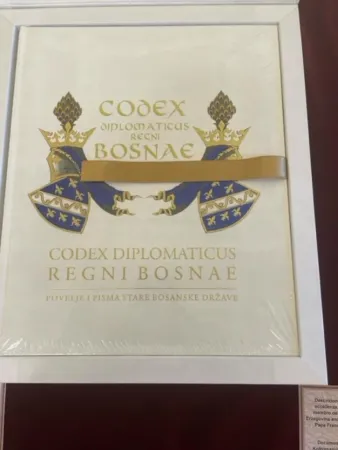 CODEX
DIPLOMATICUS
REGNI
BOSNAE
CODEX DIPLOMATICUS
REGNI BOSNAE
POVELJE I PISMA STARE BOSANSKE DRŽAVE